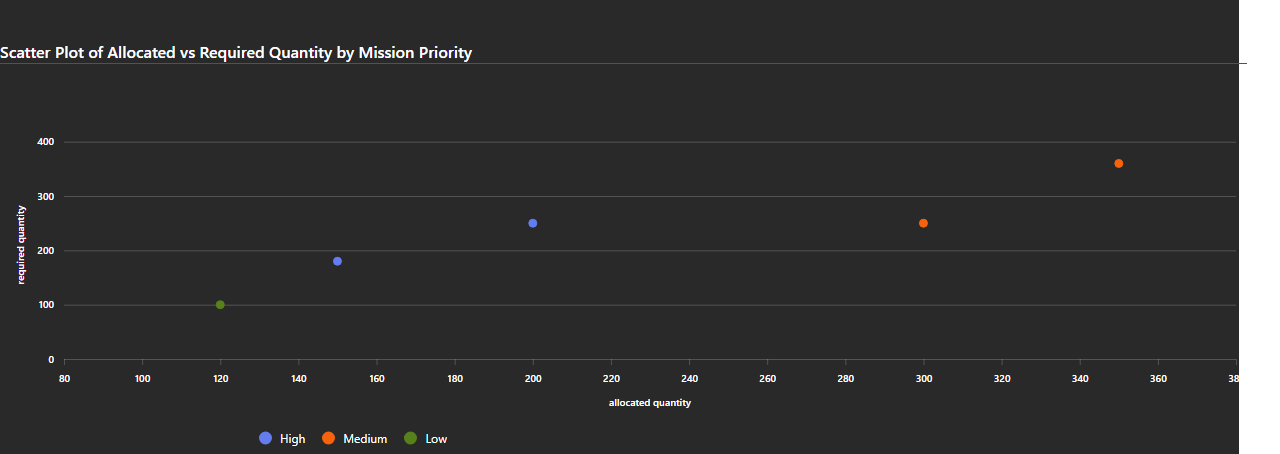 Scatter Plot of Allocated vs Required Quantity by Mission Priority
400
300
200
100
0
required quantity
80 100 120 140 160 180 200 220 240 260 280 300 320 340 360 38
allocated quantity
High Medium Low